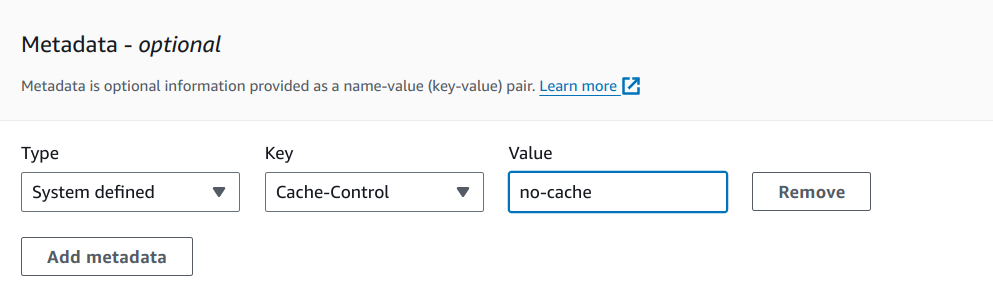 Metadata - optional
Metadata is optional information provided as a name-value (key-value) pair. Learn more
Type Key Value
System defined Cache-Control no-cache Remove
Add metadata